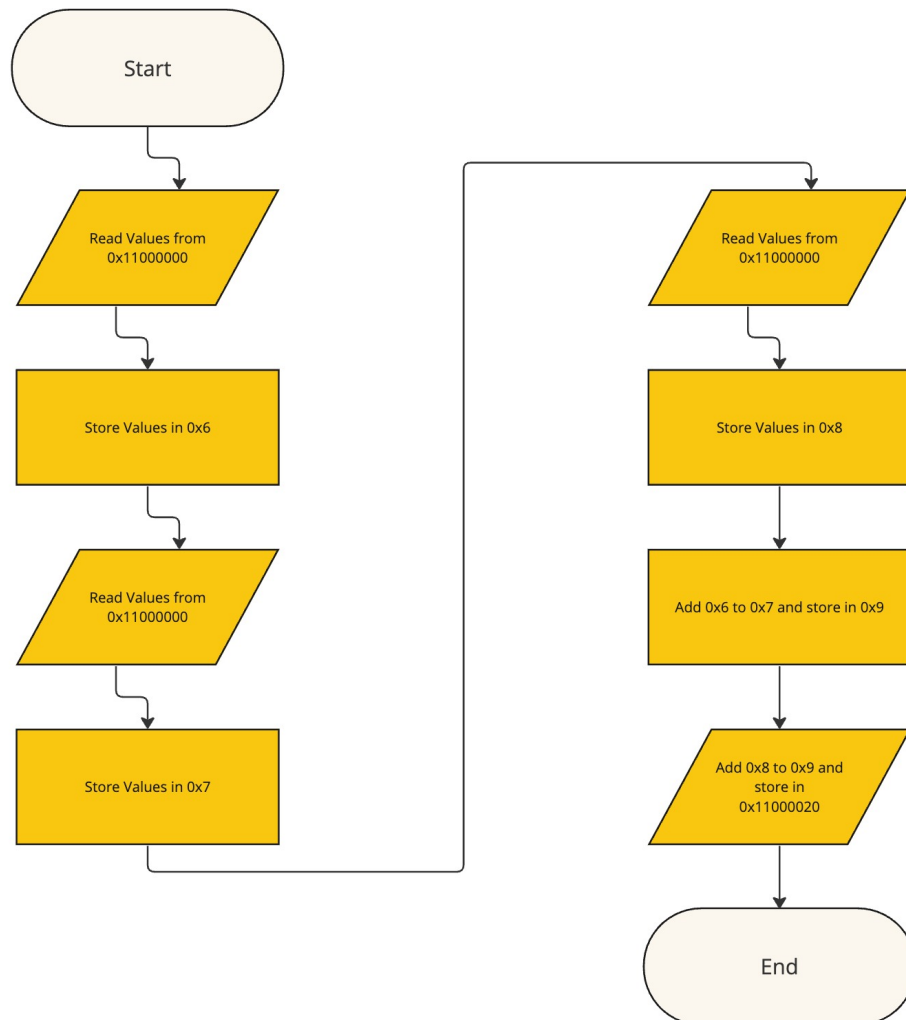 Start
Read Values from
0x11000000
Store Values in 0x6
Read Values from
0x11000000
Store Values in 0x7
Read Values from
0x11000000
Store Values in 0x8
Add 0x6 to 0x7 and store in 0x9
Add 0x8 to 0x9 and
store in
0x11000020
End